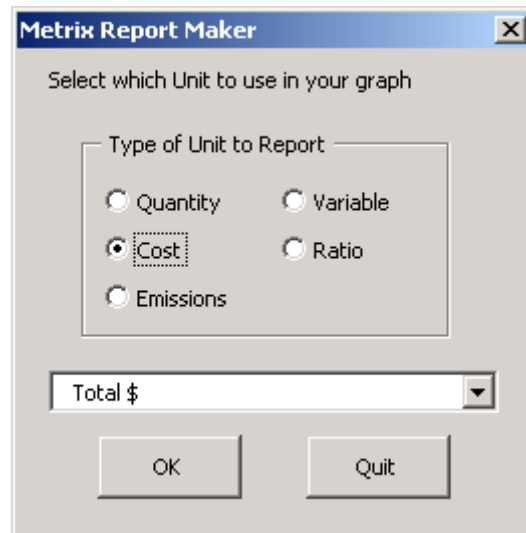 Metrix Report Maker
Select which Unit to use in your graph
Type of Unit to Report
Quantity Variable
Cost Ratio
Emissions
Total $
OK Quit